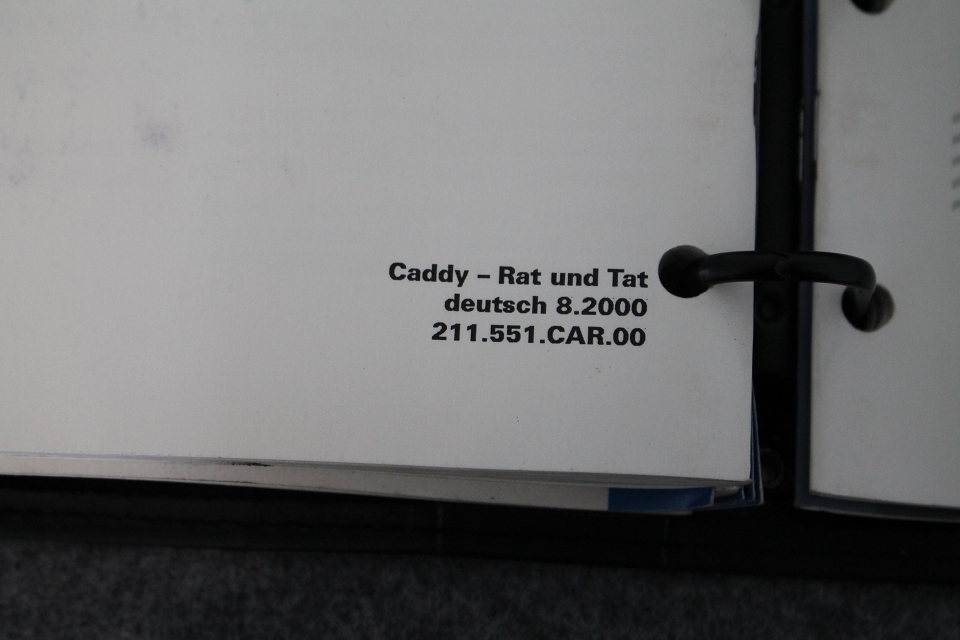 Caddy – Rat und Tat
deutsch 8.2000
211.551.CAR.00